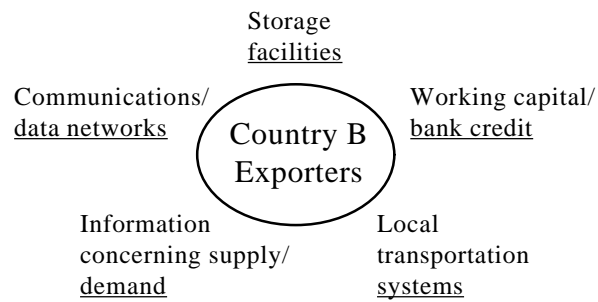 Storage
facilities
Communications/
data networks
Working capital/
bank credit
Country B
Exporters
Information
concerning supply/
demand
Local
transportation
systems